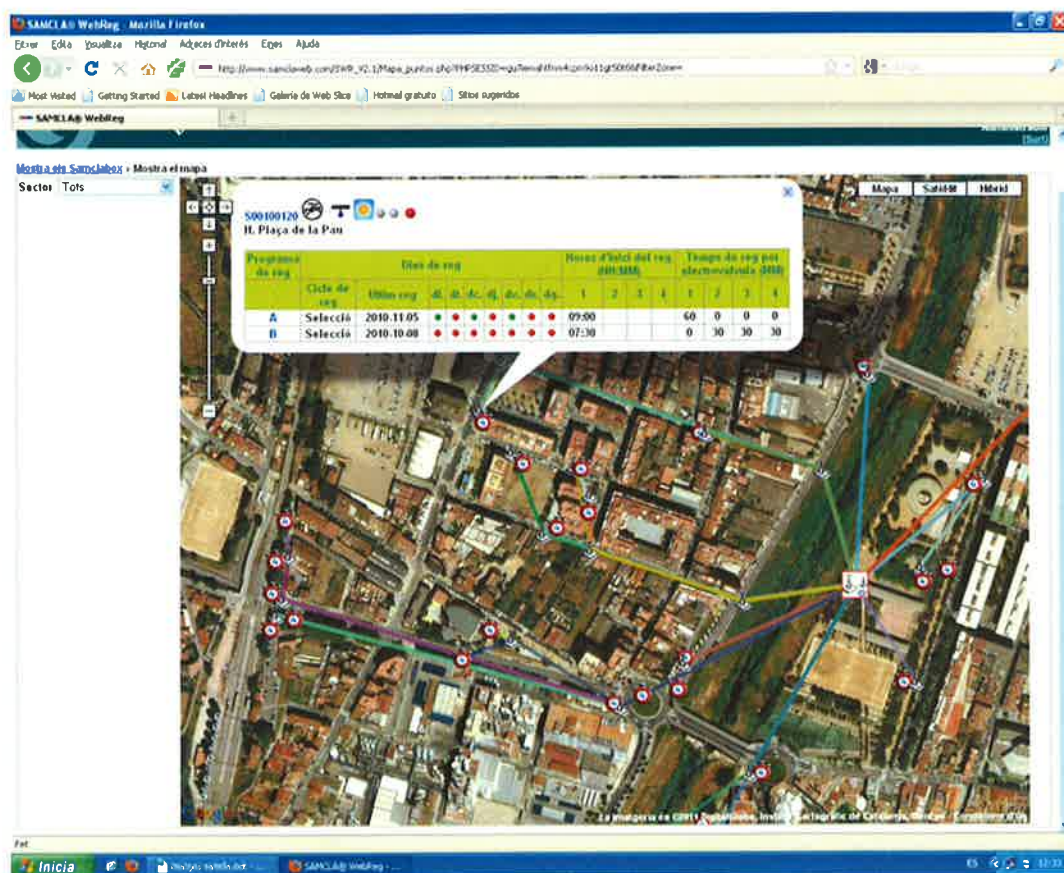 SAMCLA® WebReg - Mozilla Firefox
Fitxer Edita Visualitza Historial Adreces d'interès Eines Ajuda
Most Visited Getting Started Latest Headlines Galería de Web Slice Hotmail gratuito Sitios sugeridos
SAMCLA® WebReg
(Surt)
Mostra els Samclabox › Mostra el mapa
Sector Tots
Mapa Satèl·lit Híbrid
S00100120
H. Plaça de la Pau
Programa de reg Dies de reg Hores d'inici del reg (HH:MM) Temps de reg per electrovàlvula (MM)
Cicle de reg Últim reg dl. dt. dc. dj. dv. ds. dg. 1 2 3 4 1 2 3 4
A Selecció 2010-11-05 09:00 60 0 0 0
B Selecció 2010-10-08 07:30 0 30 30 30
Fet
Inicia SAMCLA® WebReg - ... ES 12:33